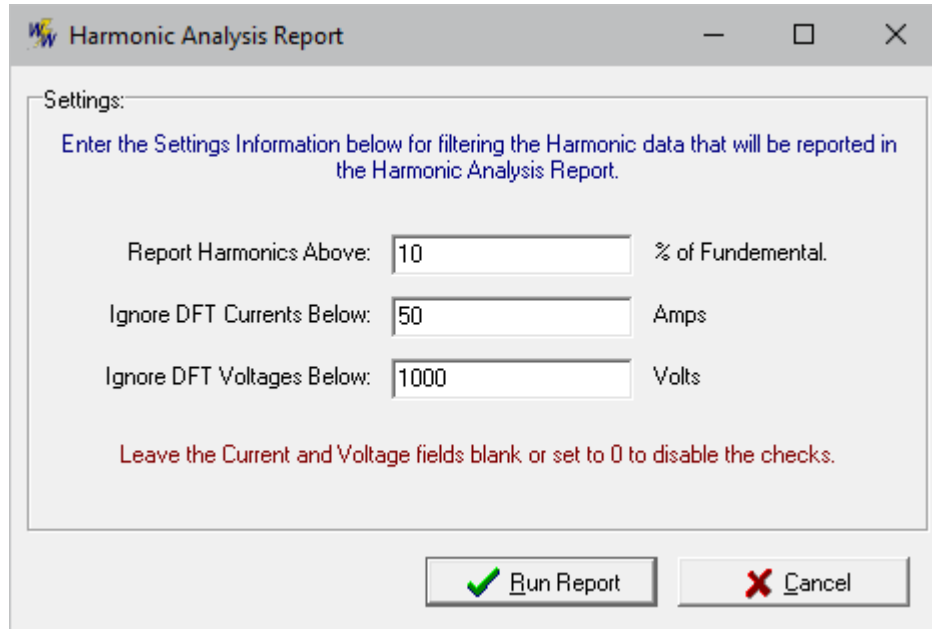 Harmonic Analysis Report
Settings:
Enter the Settings Information below for filtering the Harmonic data that will be reported in
the Harmonic Analysis Report.
Report Harmonics Above: 10 % of Fundemental.
Ignore DFT Currents Below: 50 Amps
Ignore DFT Voltages Below: 1000 Volts
Leave the Current and Voltage fields blank or set to 0 to disable the checks.
Run Report Cancel